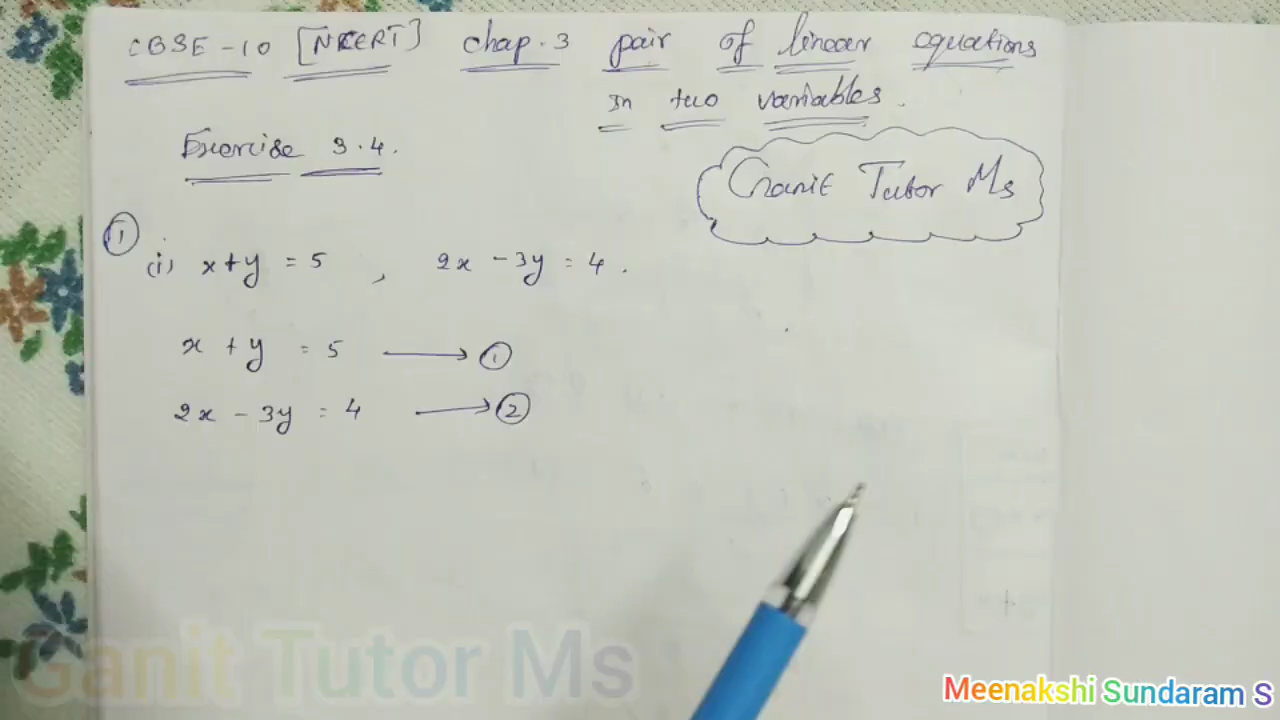 CBSE - 10 [NCERT] Chap. 3 pair of linear equations
In two variables.
Exercise 3.4.
Ganit Tutor Ms
①
(i) x + y = 5 , 2x - 3y = 4.
x + y = 5 → ①
2x - 3y = 4 → ②
Ganit Tutor Ms
Meenakshi Sundaram S